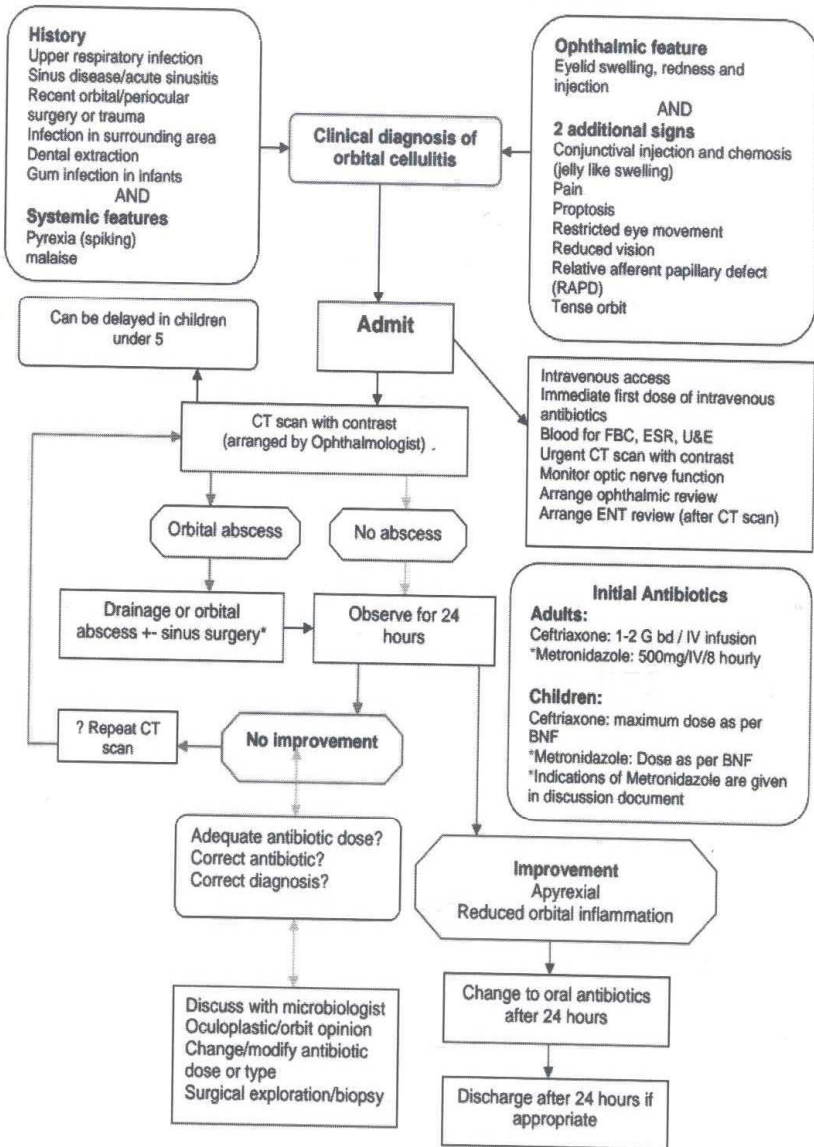 History
Upper respiratory infection
Sinus disease/acute sinusitis
Recent orbital/periocular
surgery or trauma
Infection in surrounding area
Dental extraction
Gum infection in infants
AND
Systemic features
Pyrexia (spiking)
malaise
Clinical diagnosis of
orbital cellulitis
Ophthalmic feature
Eyelid swelling, redness and
injection
AND
2 additional signs
Conjunctival injection and chemosis
(jelly like swelling)
Pain
Proptosis
Restricted eye movement
Reduced vision
Relative afferent papillary defect
(RAPD)
Tense orbit
Can be delayed in children
under 5
Admit
CT scan with contrast
(arranged by Ophthalmologist) .
Intravenous access
Immediate first dose of intravenous
antibiotics
Blood for FBC, ESR, U&E
Urgent CT scan with contrast
Monitor optic nerve function
Arrange ophthalmic review
Arrange ENT review (after CT scan)
Orbital abscess
No abscess
Drainage or orbital
abscess +- sinus surgery*
Observe for 24
hours
Initial Antibiotics
Adults:
Ceftriaxone: 1-2 G bd / IV infusion
*Metronidazole: 500mg/IV/8 hourly
Children:
Ceftriaxone: maximum dose as per
BNF
*Metronidazole: Dose as per BNF
*Indications of Metronidazole are given
in discussion document
? Repeat CT
scan
No improvement
Adequate antibiotic dose?
Correct antibiotic?
Correct diagnosis?
Improvement
Apyrexial
Reduced orbital inflammation
Discuss with microbiologist
Oculoplastic/orbit opinion
Change/modify antibiotic
dose or type
Surgical exploration/biopsy
Change to oral antibiotics
after 24 hours
Discharge after 24 hours if
appropriate